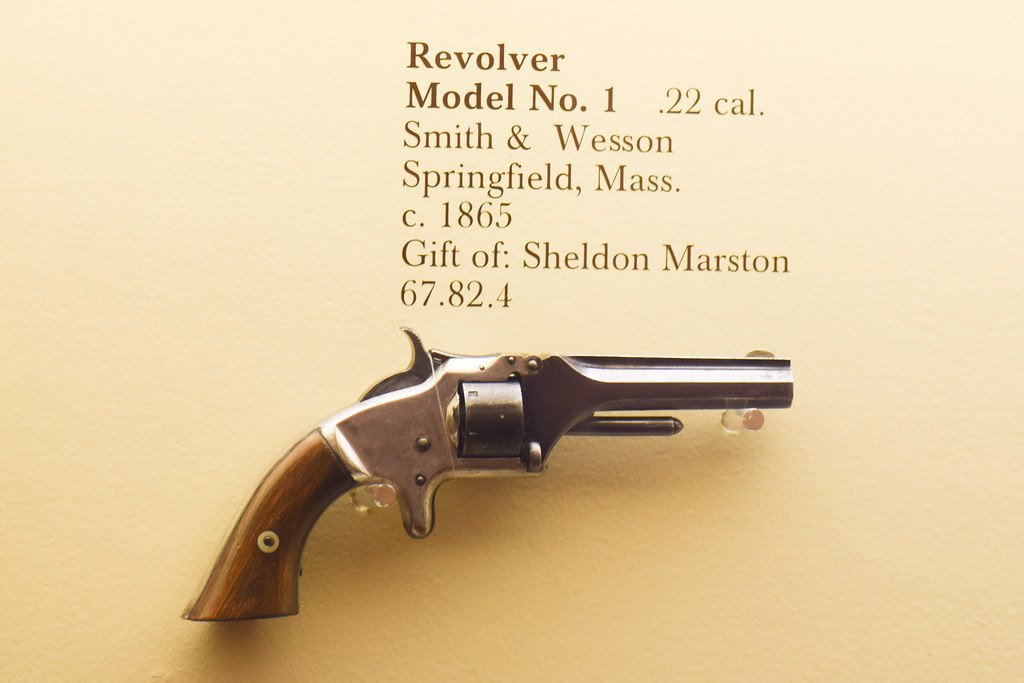 Revolver
Model No. 1 .22 cal.
Smith & Wesson
Springfield, Mass.
c. 1865
Gift of: Sheldon Marston
67.82.4